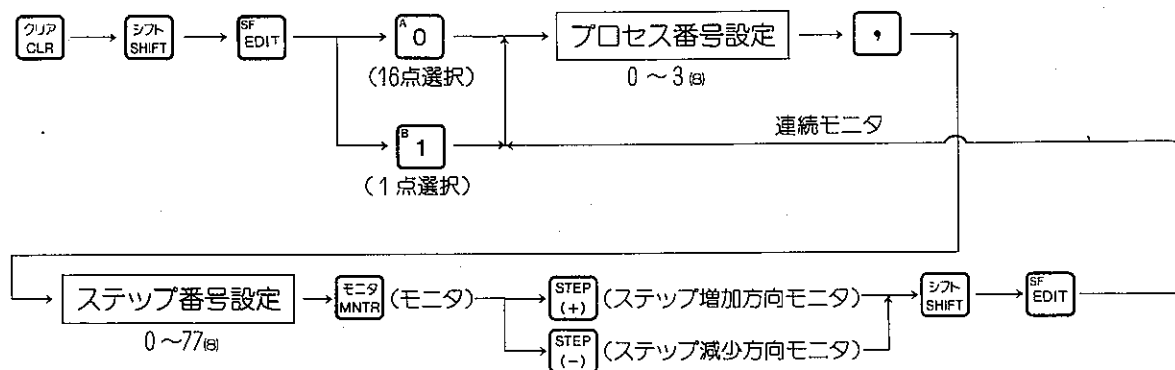 クリア
CLR
シフト
SHIFT
SF
EDIT
A
0
(16点選択)
プロセス番号設定
0～3(8)
,
B
1
(1点選択)
連続モニタ
ステップ番号設定
0～77(8)
モニタ
MNTR
(モニタ)
STEP
(+)
(ステップ増加方向モニタ)
STEP
(-)
(ステップ減少方向モニタ)
シフト
SHIFT
SF
EDIT